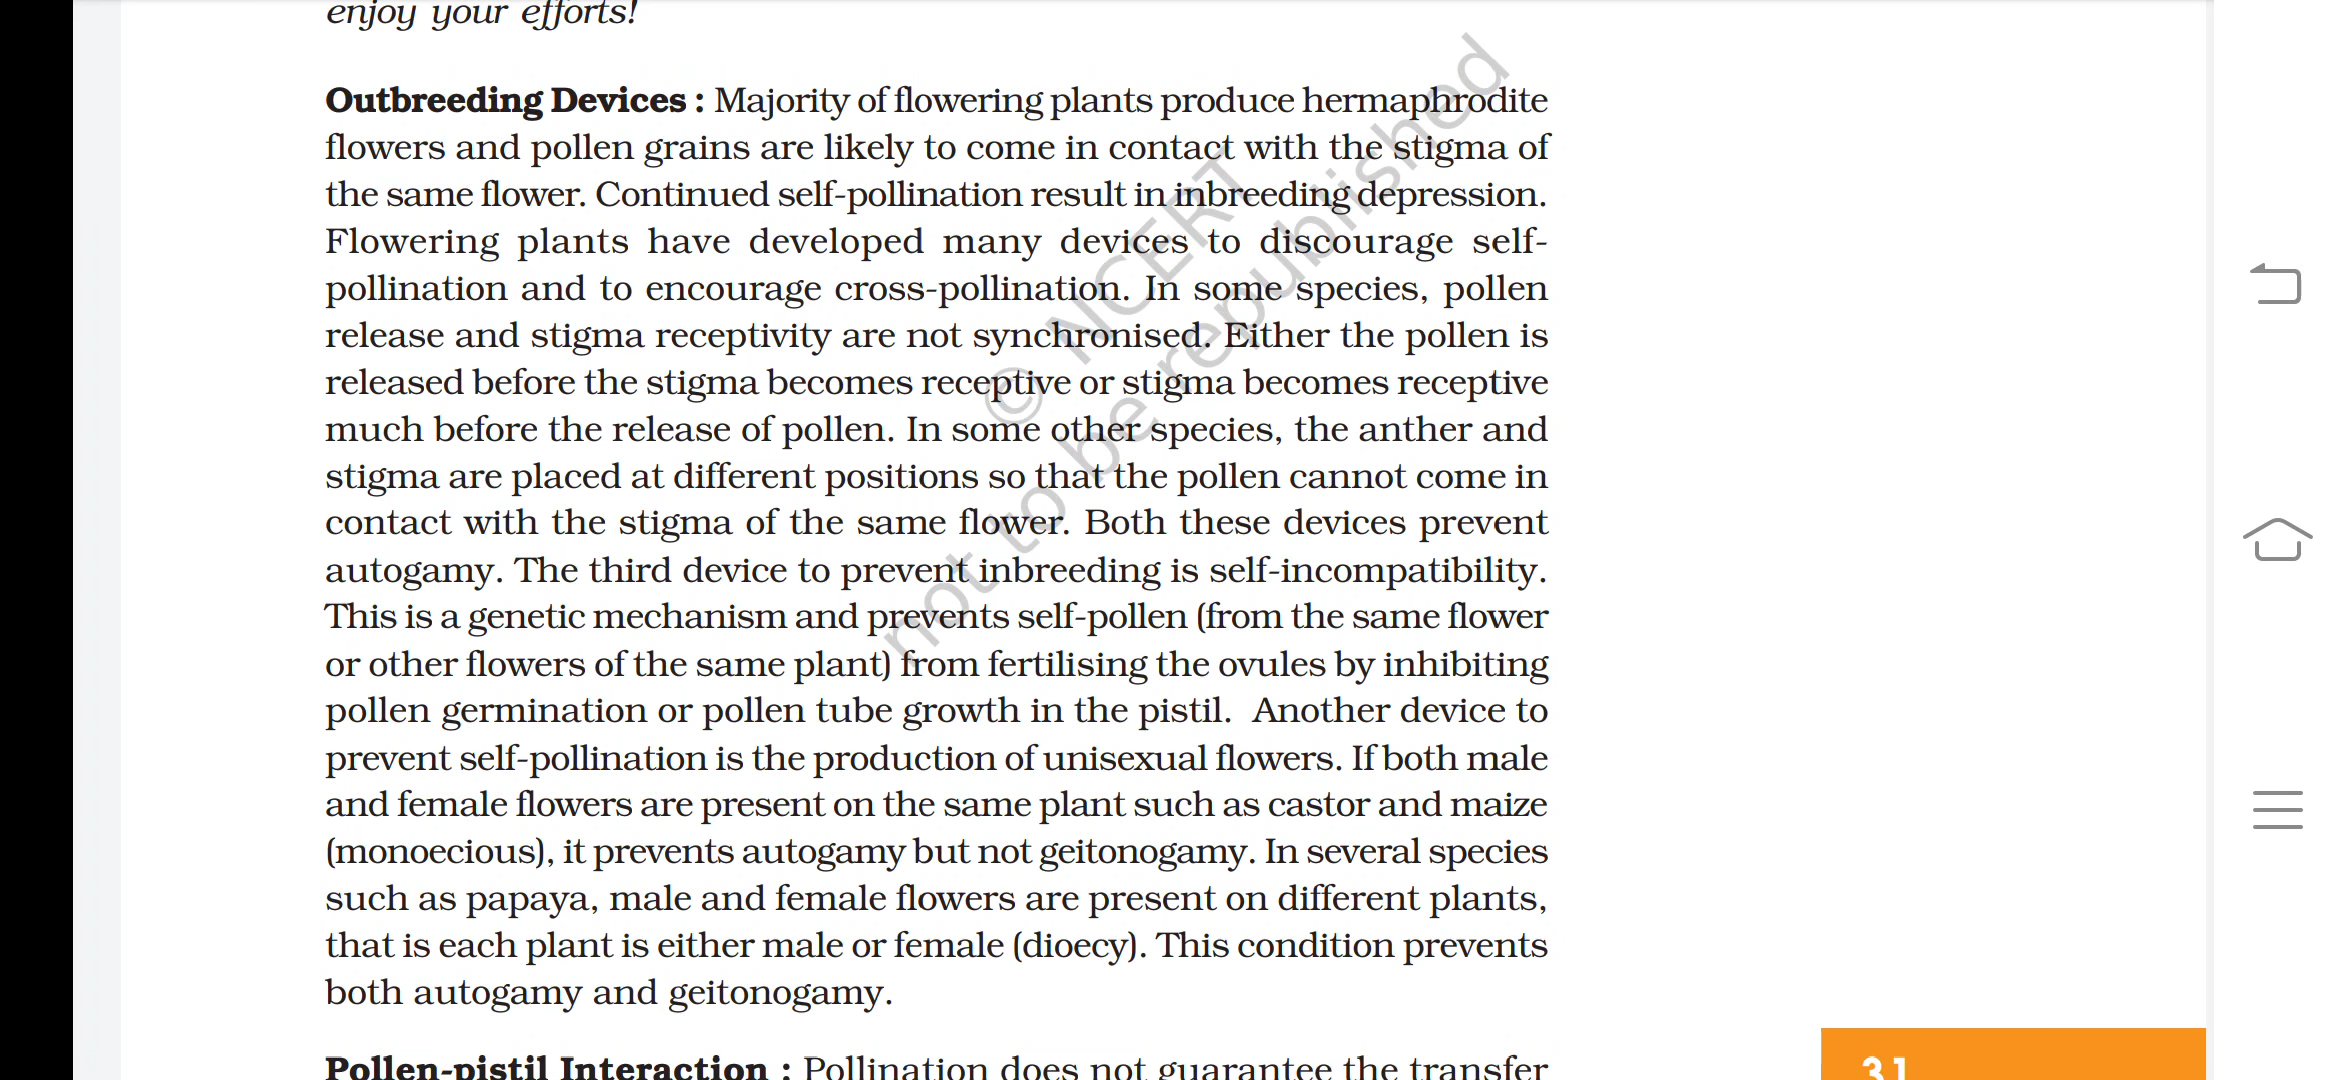 enjoy your efforts!
Outbreeding Devices : Majority of flowering plants produce hermaphrodite
flowers and pollen grains are likely to come in contact with the stigma of
the same flower. Continued self-pollination result in inbreeding depression.
Flowering plants have developed many devices to discourage self-
pollination and to encourage cross-pollination. In some species, pollen
release and stigma receptivity are not synchronised. Either the pollen is
released before the stigma becomes receptive or stigma becomes receptive
much before the release of pollen. In some other species, the anther and
stigma are placed at different positions so that the pollen cannot come in
contact with the stigma of the same flower. Both these devices prevent
autogamy. The third device to prevent inbreeding is self-incompatibility.
This is a genetic mechanism and prevents self-pollen (from the same flower
or other flowers of the same plant) from fertilising the ovules by inhibiting
pollen germination or pollen tube growth in the pistil. Another device to
prevent self-pollination is the production of unisexual flowers. If both male
and female flowers are present on the same plant such as castor and maize
(monoecious), it prevents autogamy but not geitonogamy. In several species
such as papaya, male and female flowers are present on different plants,
that is each plant is either male or female (dioecy). This condition prevents
both autogamy and geitonogamy.
Pollen-pistil Interaction : Pollination does not guarantee the transfer
31
© NCERT
not to be republished